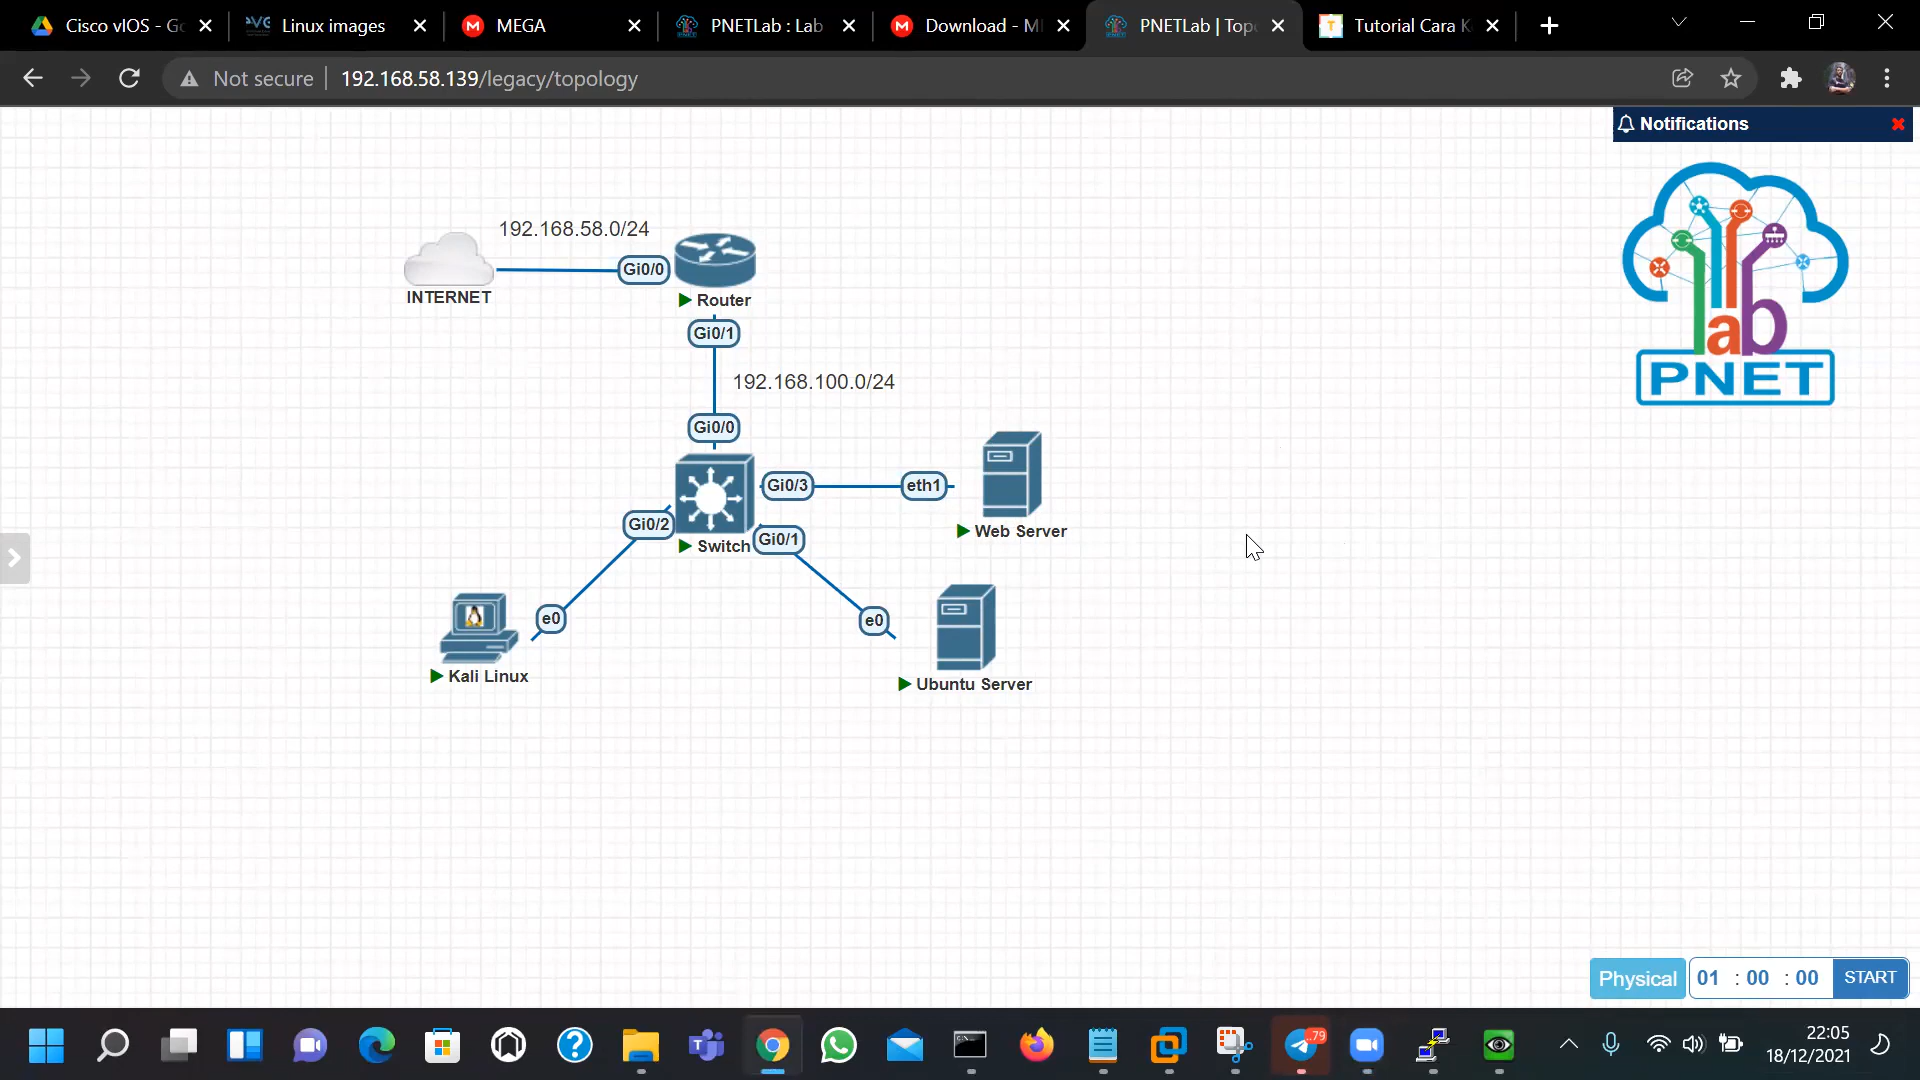 Cisco vIOS - Go
Linux images
MEGA
PNETLab : Lab
Download - M
PNETLab | Topo
Tutorial Cara K
Not secure
192.168.58.139/legacy/topology
Notifications
192.168.58.0/24
Gi0/0
INTERNET
Router
Gi0/1
192.168.100.0/24
Gi0/0
Gi0/3
eth1
Gi0/2
Web Server
Switch
Gi0/1
e0
e0
Kali Linux
Ubuntu Server
lab
PNET
Physical
01 : 00 : 00
START
79
22:05
18/12/2021